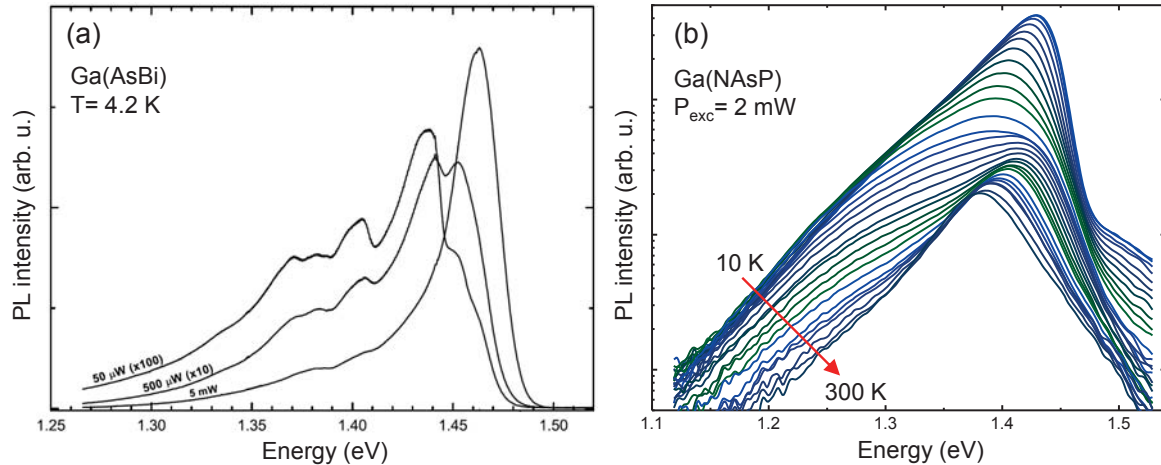 (a)
Ga(AsBi)
T= 4.2 K
50 μW (x100)
500 μW (x10)
5 mW
PL intensity (arb. u.)
1.25 1.30 1.35 1.40 1.45 1.50
Energy (eV)
(b)
Ga(NAsP)
P_exc= 2 mW
10 K
300 K
PL intensity (arb. u.)
1.1 1.2 1.3 1.4 1.5
Energy (eV)